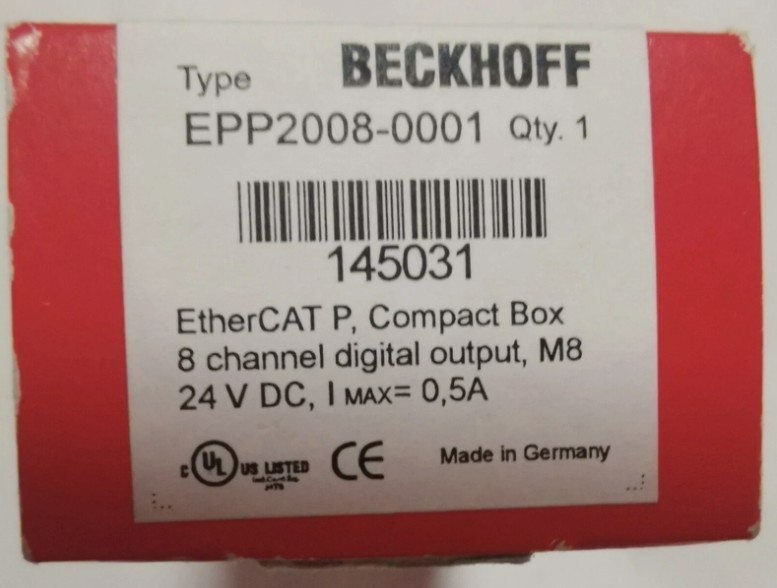 Type BECKHOFF
EPP2008-0001 Qty. 1
145031
EtherCAT P, Compact Box
8 channel digital output, M8
24 V DC, I MAX= 0,5A
c UL US LISTED CE Made in Germany